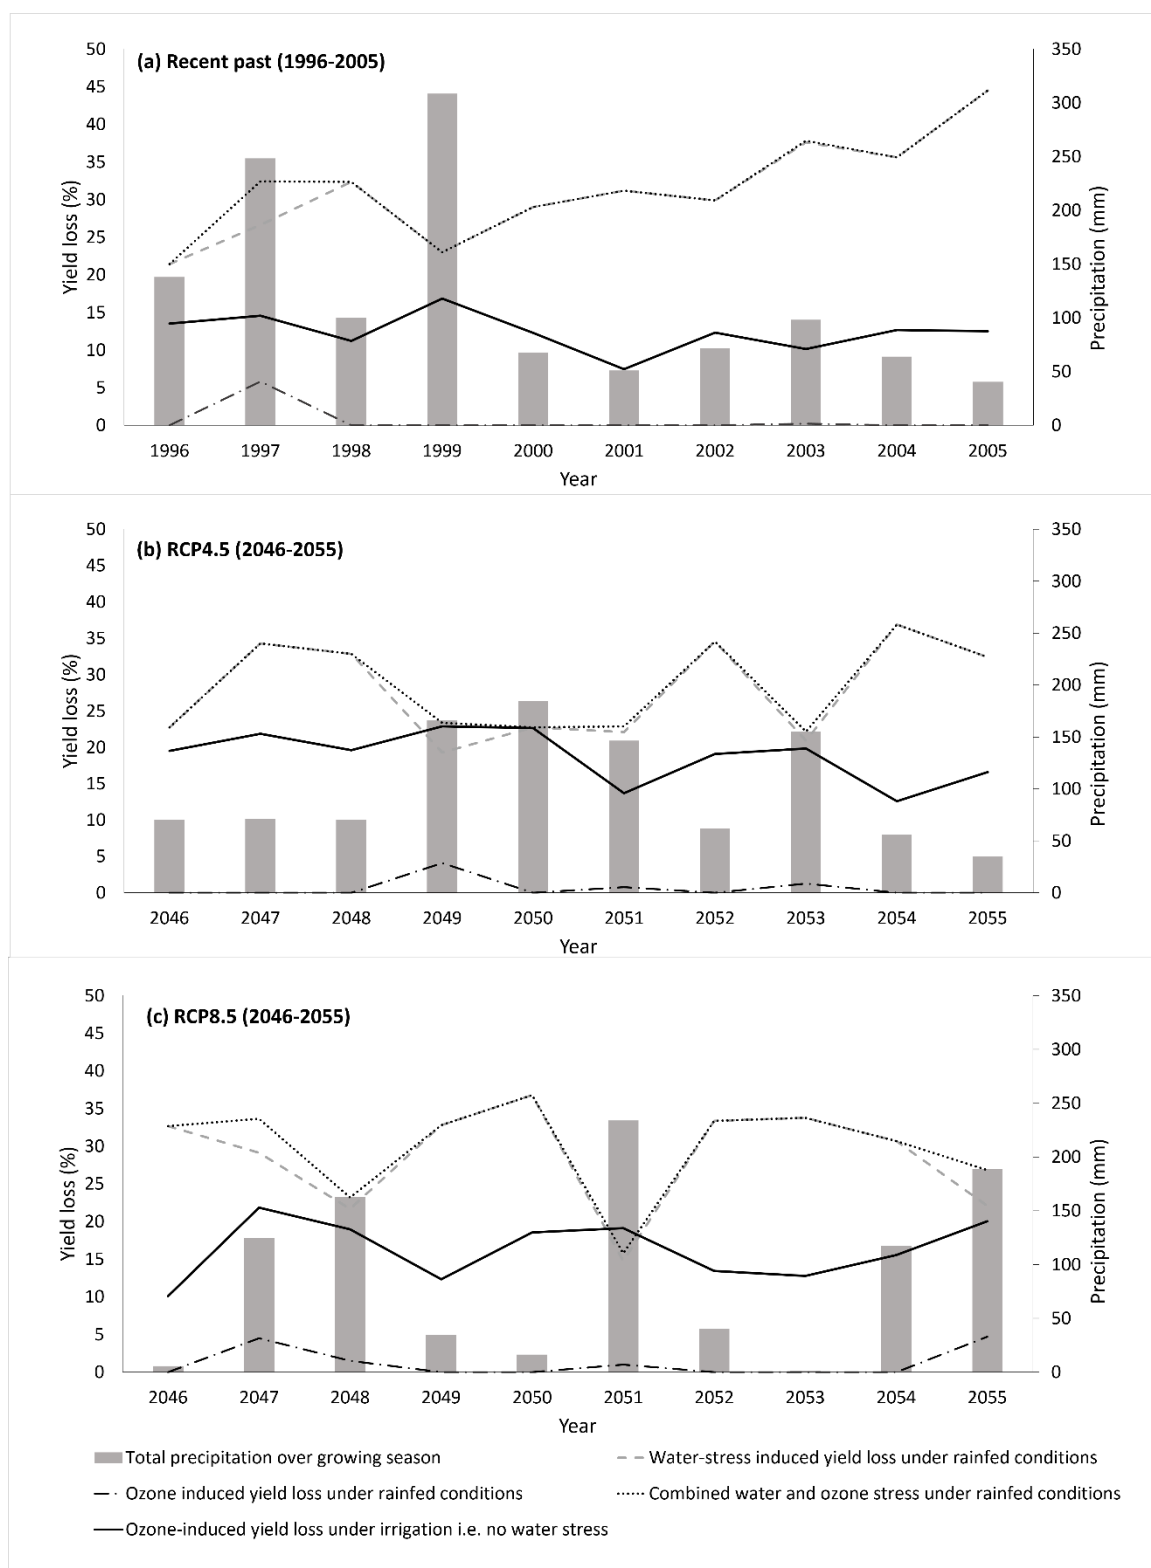 (a) Recent past (1996-2005)
50
45
40
35
30
25
20
15
10
5
0
Yield loss (%)
350
300
250
200
150
100
50
0
Precipitation (mm)
1996 1997 1998 1999 2000 2001 2002 2003 2004 2005
Year
(b) RCP4.5 (2046-2055)
50
45
40
35
30
25
20
15
10
5
0
Yield loss (%)
350
300
250
200
150
100
50
0
Precipitation (mm)
2046 2047 2048 2049 2050 2051 2052 2053 2054 2055
Year
(c) RCP8.5 (2046-2055)
50
45
40
35
30
25
20
15
10
5
0
Yield loss (%)
350
300
250
200
150
100
50
0
Precipitation (mm)
2046 2047 2048 2049 2050 2051 2052 2053 2054 2055
Year
Total precipitation over growing season
Water-stress induced yield loss under rainfed conditions
Ozone induced yield loss under rainfed conditions
Combined water and ozone stress under rainfed conditions
Ozone-induced yield loss under irrigation i.e. no water stress